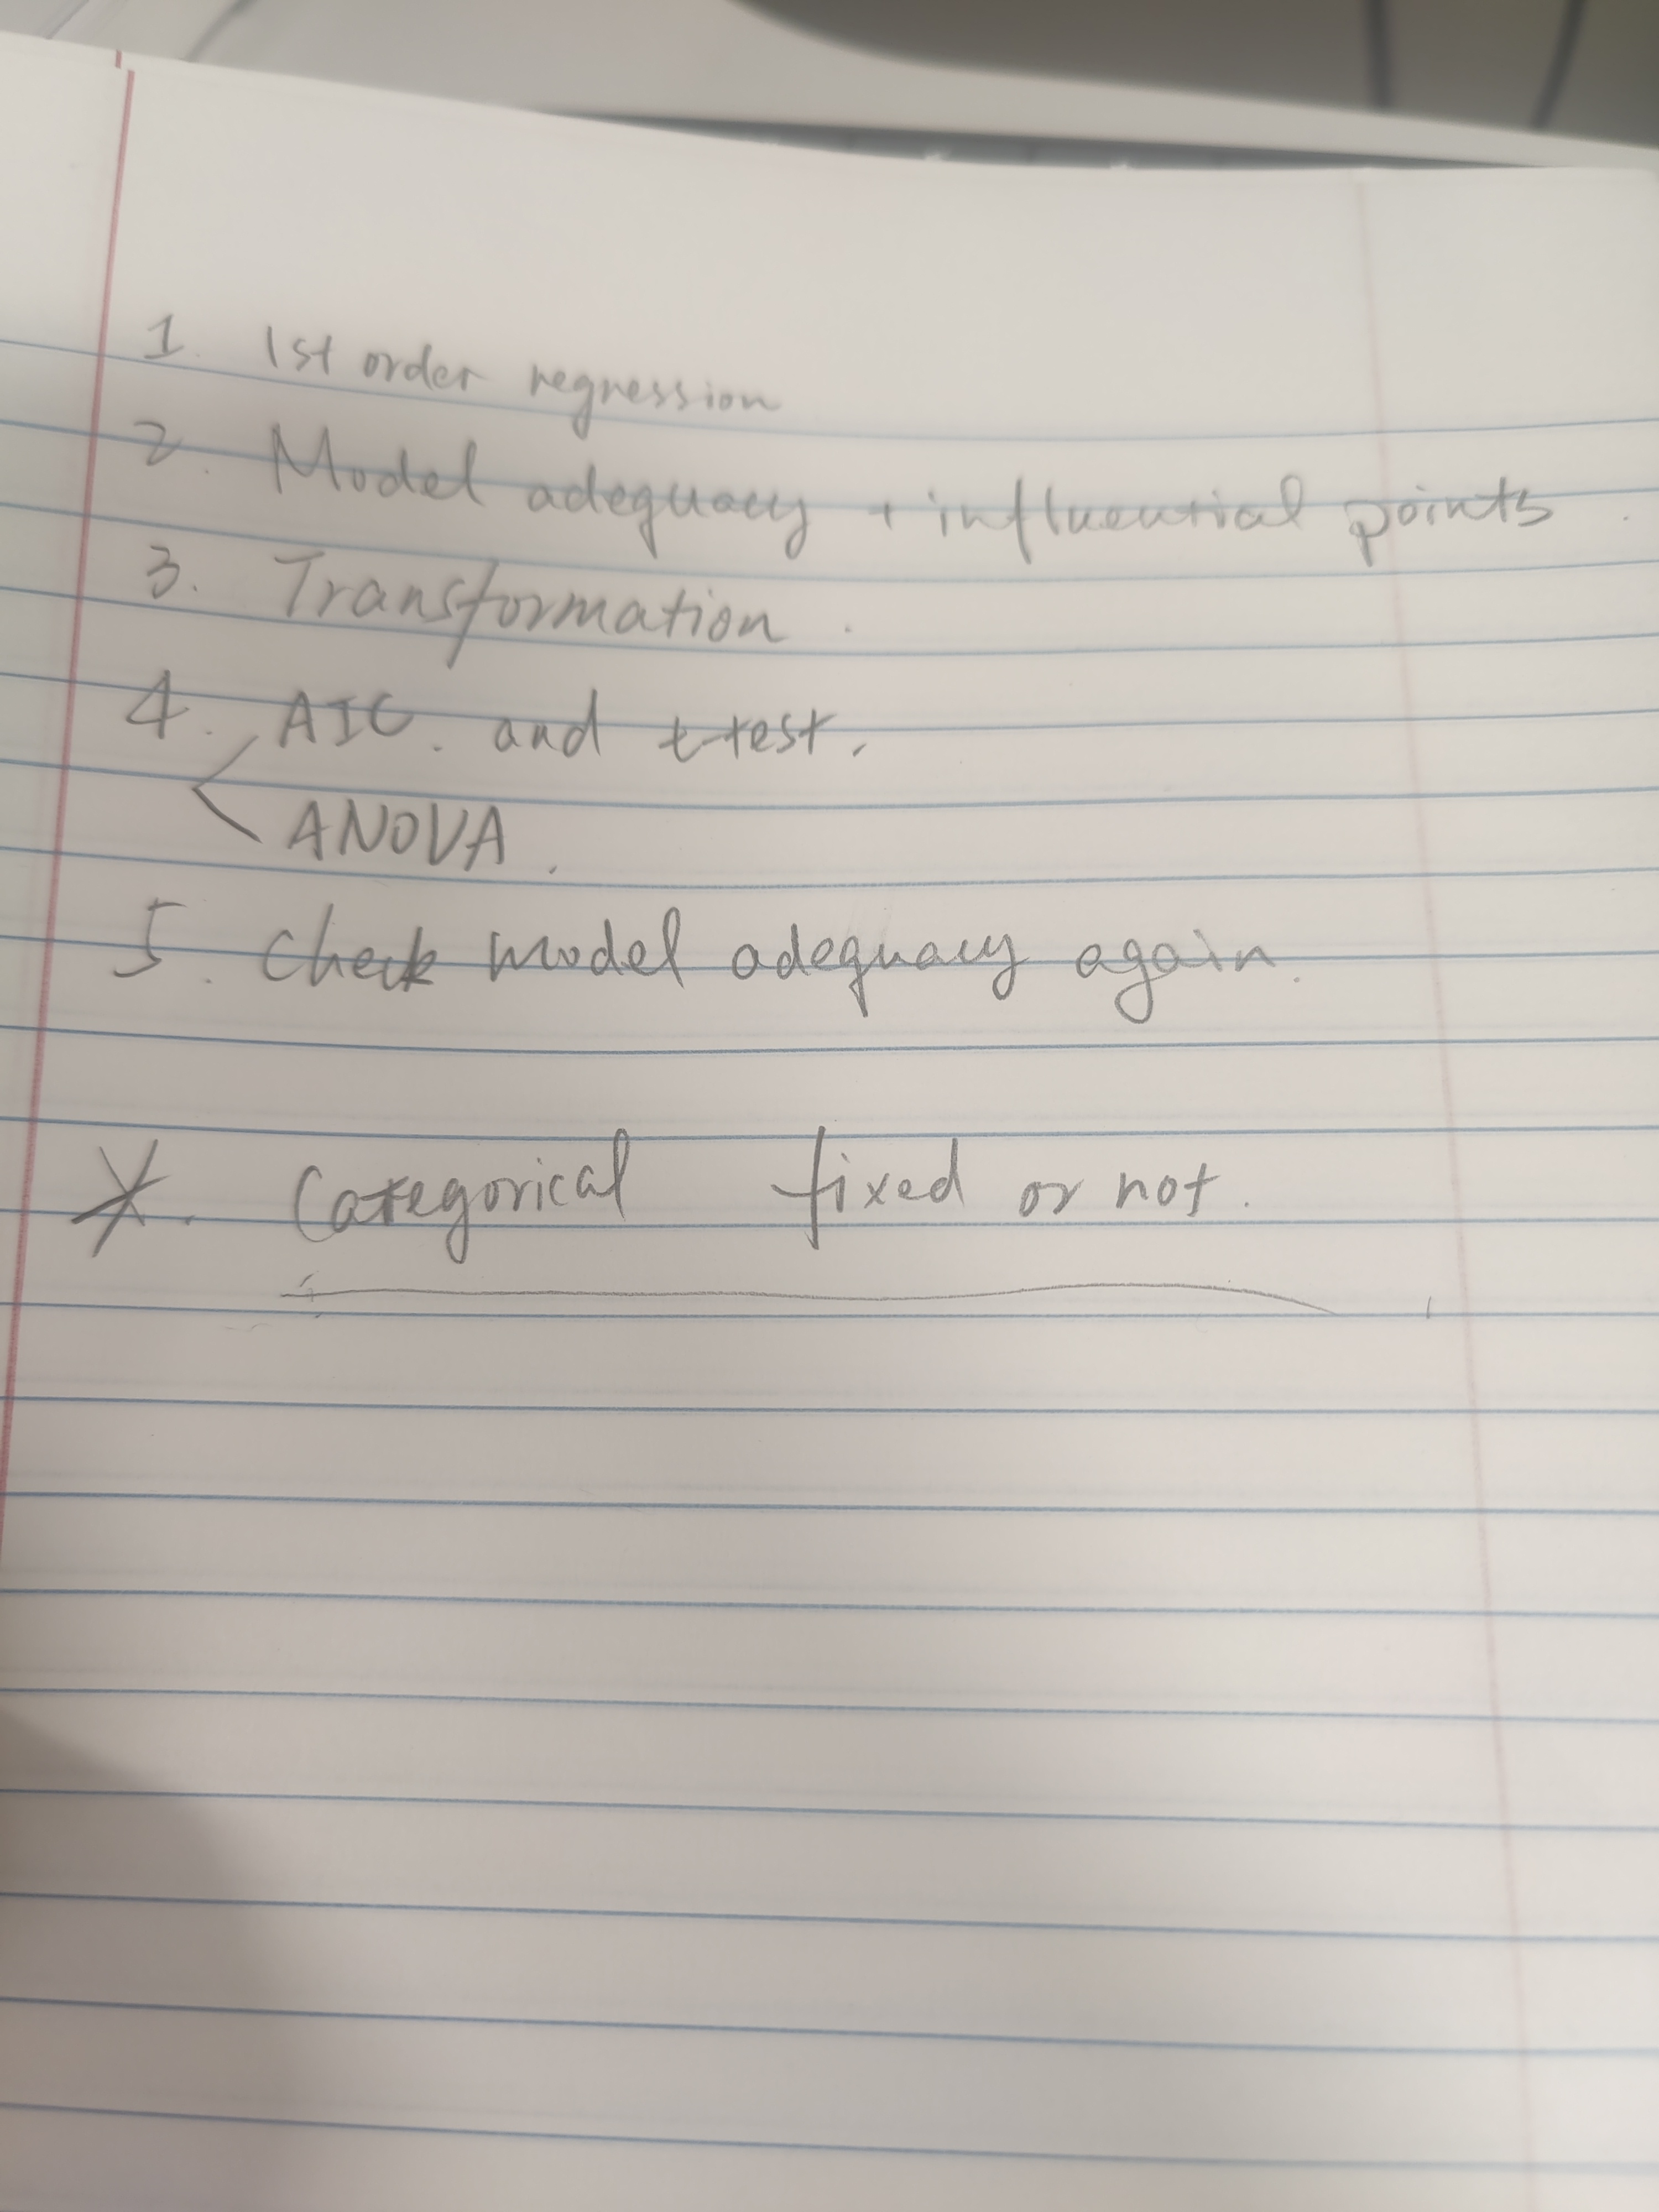 1. 1st order regression
2. Model adequacy + influential points.
3. Transformation.
4. AIC. and t-test.
ANOVA.
5. Check model adequacy again.
*. Categorical fixed or not.